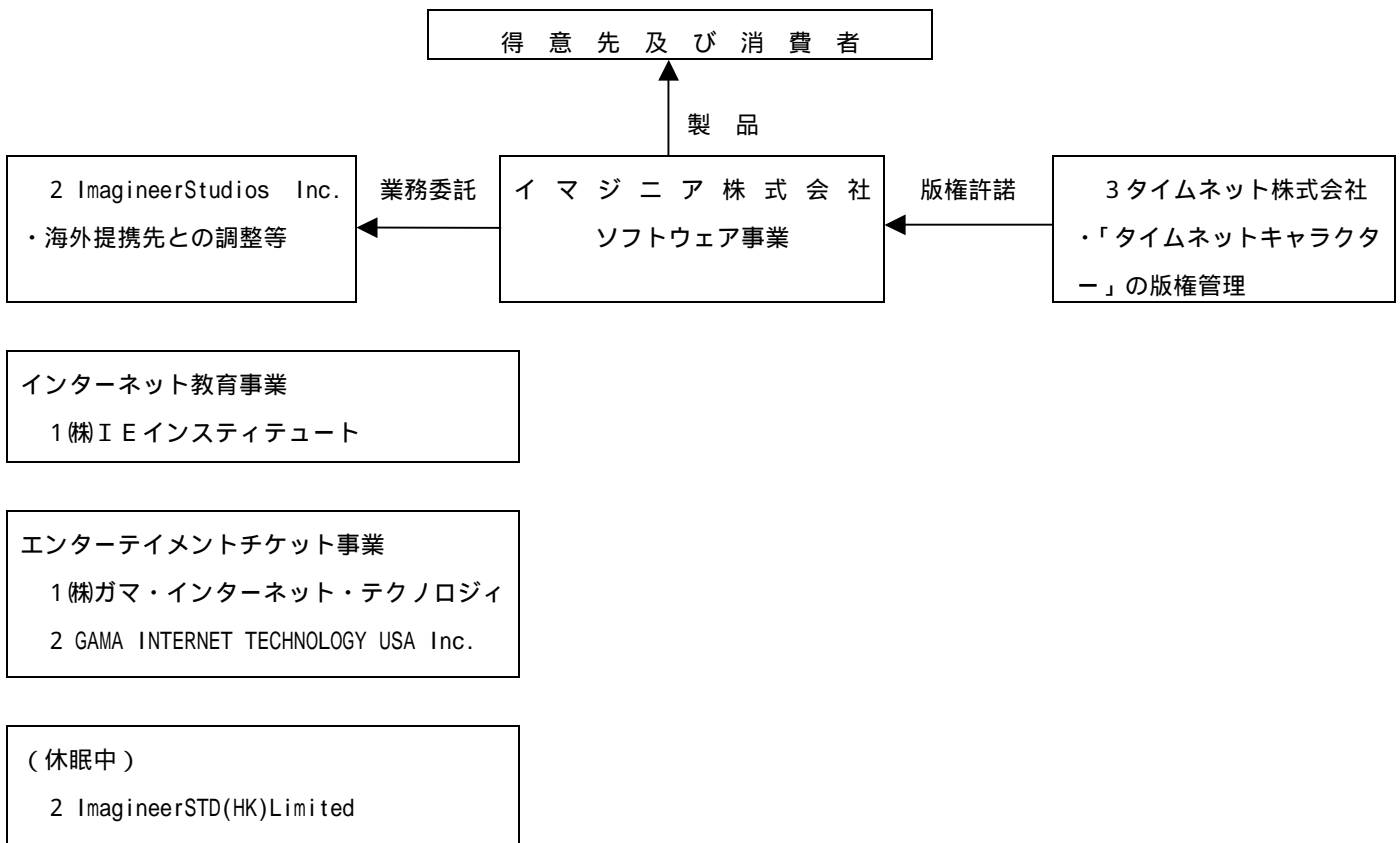 得意先及び消費者
製品
2 ImagineerStudios Inc.
・海外提携先との調整等
業務委託
イマジニア株式会社
ソフトウェア事業
版権許諾
3タイムネット株式会社
・「タイムネットキャラクタ
ー」の版権管理
インターネット教育事業
1㈱ＩＥインスティテュート
エンターテイメントチケット事業
1㈱ガマ・インターネット・テクノロジィ
2 GAMA INTERNET TECHNOLOGY USA Inc.
(休眠中)
2 ImagineerSTD(HK)Limited